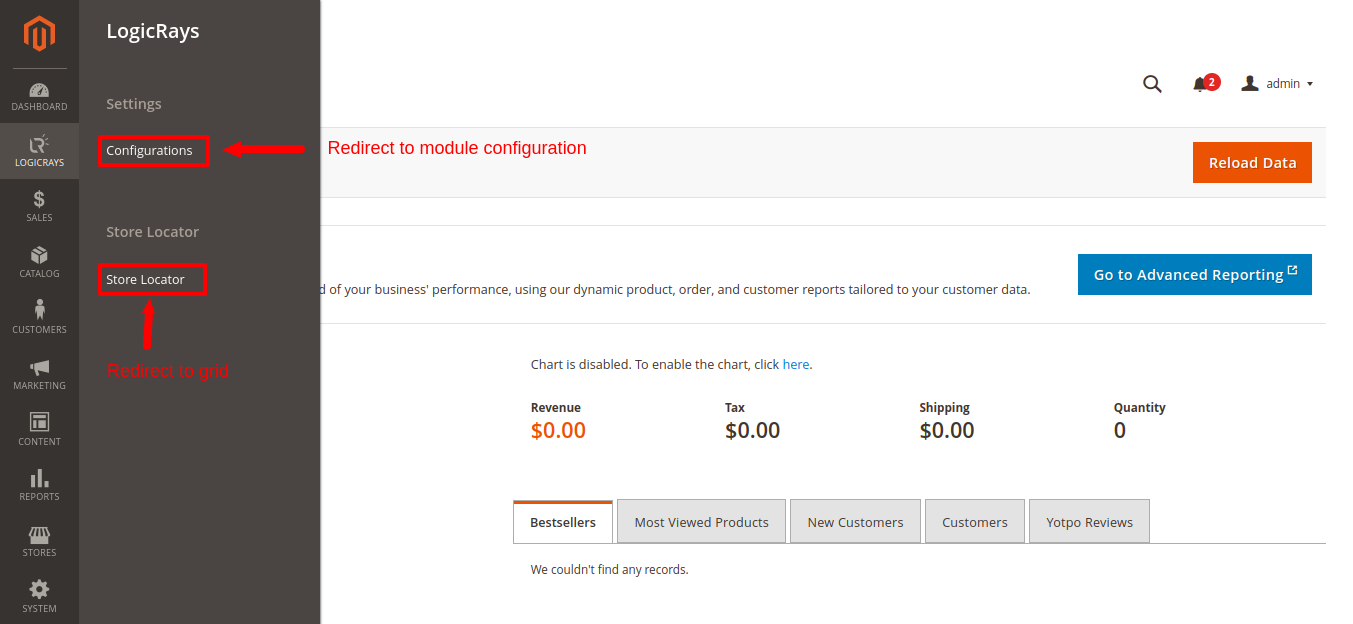 LogicRays
DASHBOARD
LOGICRAYS
SALES
CATALOG
CUSTOMERS
MARKETING
CONTENT
REPORTS
STORES
SYSTEM
Settings
Configurations
Redirect to module configuration
Store Locator
Store Locator
Redirect to grid
2
admin
Reload Data
d of your business' performance, using our dynamic product, order, and customer reports tailored to your customer data.
Go to Advanced Reporting
Chart is disabled. To enable the chart, click here.
Revenue Tax Shipping Quantity
$0.00 $0.00 $0.00 0
Bestsellers Most Viewed Products New Customers Customers Yotpo Reviews
We couldn't find any records.